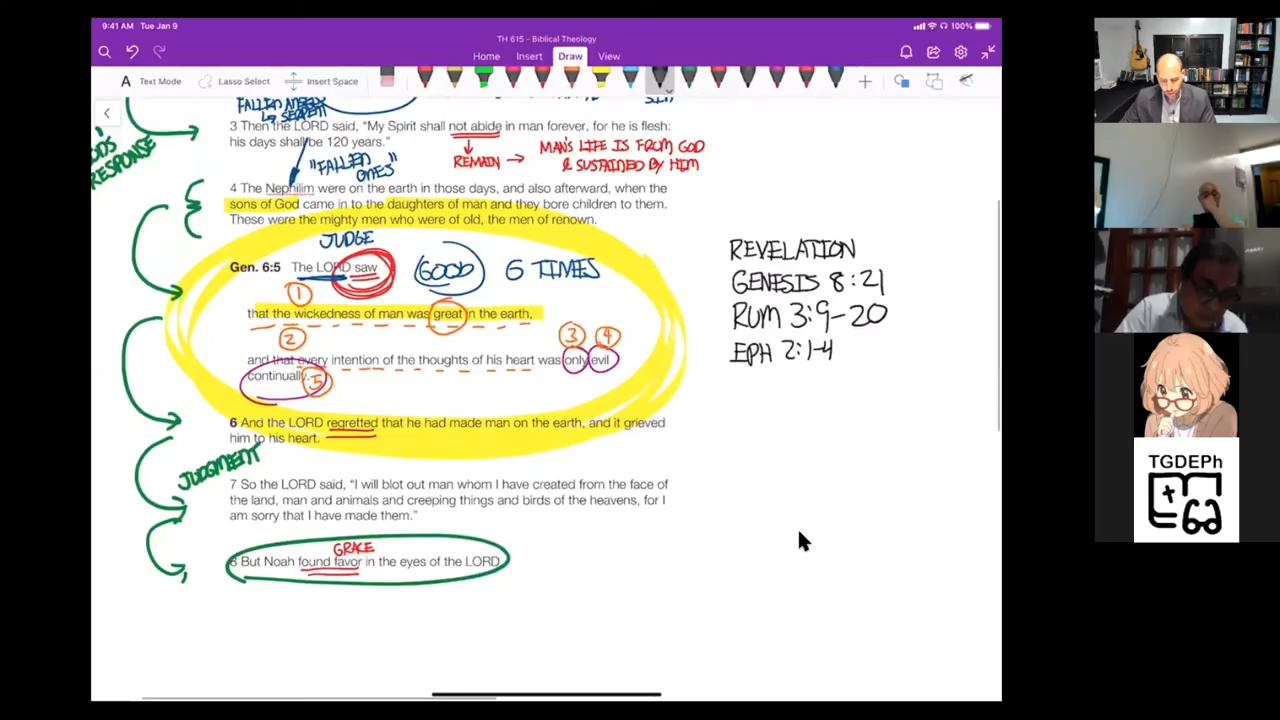 9:41 AM Tue Jan 9
100%
TH 615 - Biblical Theology
Home Insert Draw View
Text Mode Lasso Select Insert Space
FALLEN
SERPENT
SIN
3 Then the LORD said, “My Spirit shall not abide in man forever, for he is flesh:
his days shall be 120 years.”
REMAIN → MAN'S LIFE IS FROM GOD
& SUSTAINED BY HIM
RESPONSE
"FALLEN
ONES"
4 The Nephilim were on the earth in those days, and also afterward, when the
sons of God came in to the daughters of man and they bore children to them.
These were the mighty men who were of old, the men of renown.
JUDGE
Gen. 6:5 The LORD saw GOOD 6 TIMES
1
that the wickedness of man was great in the earth,
2 3 4
and that every intention of the thoughts of his heart was only evil
continually. 5
6 And the LORD regretted that he had made man on the earth, and it grieved
him to his heart.
JUDGMENT
7 So the LORD said, “I will blot out man whom I have created from the face of
the land, man and animals and creeping things and birds of the heavens, for I
am sorry that I have made them.”
GRACE
8 But Noah found favor in the eyes of the LORD
REVELATION
GENESIS 8:21
ROM 3:9-20
EPH 2:1-4
TGDEPh